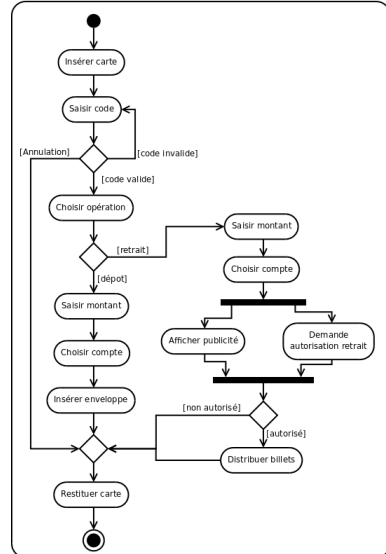 Insérer carte
Saisir code
[Annulation]
[code invalide]
[code valide]
Choisir opération
Saisir montant
[retrait]
Choisir compte
[dépot]
Saisir montant
Afficher publicité
Demande
autorisation retrait
Choisir compte
Insérer enveloppe
[non autorisé]
[autorisé]
Distribuer billets
Restituer carte